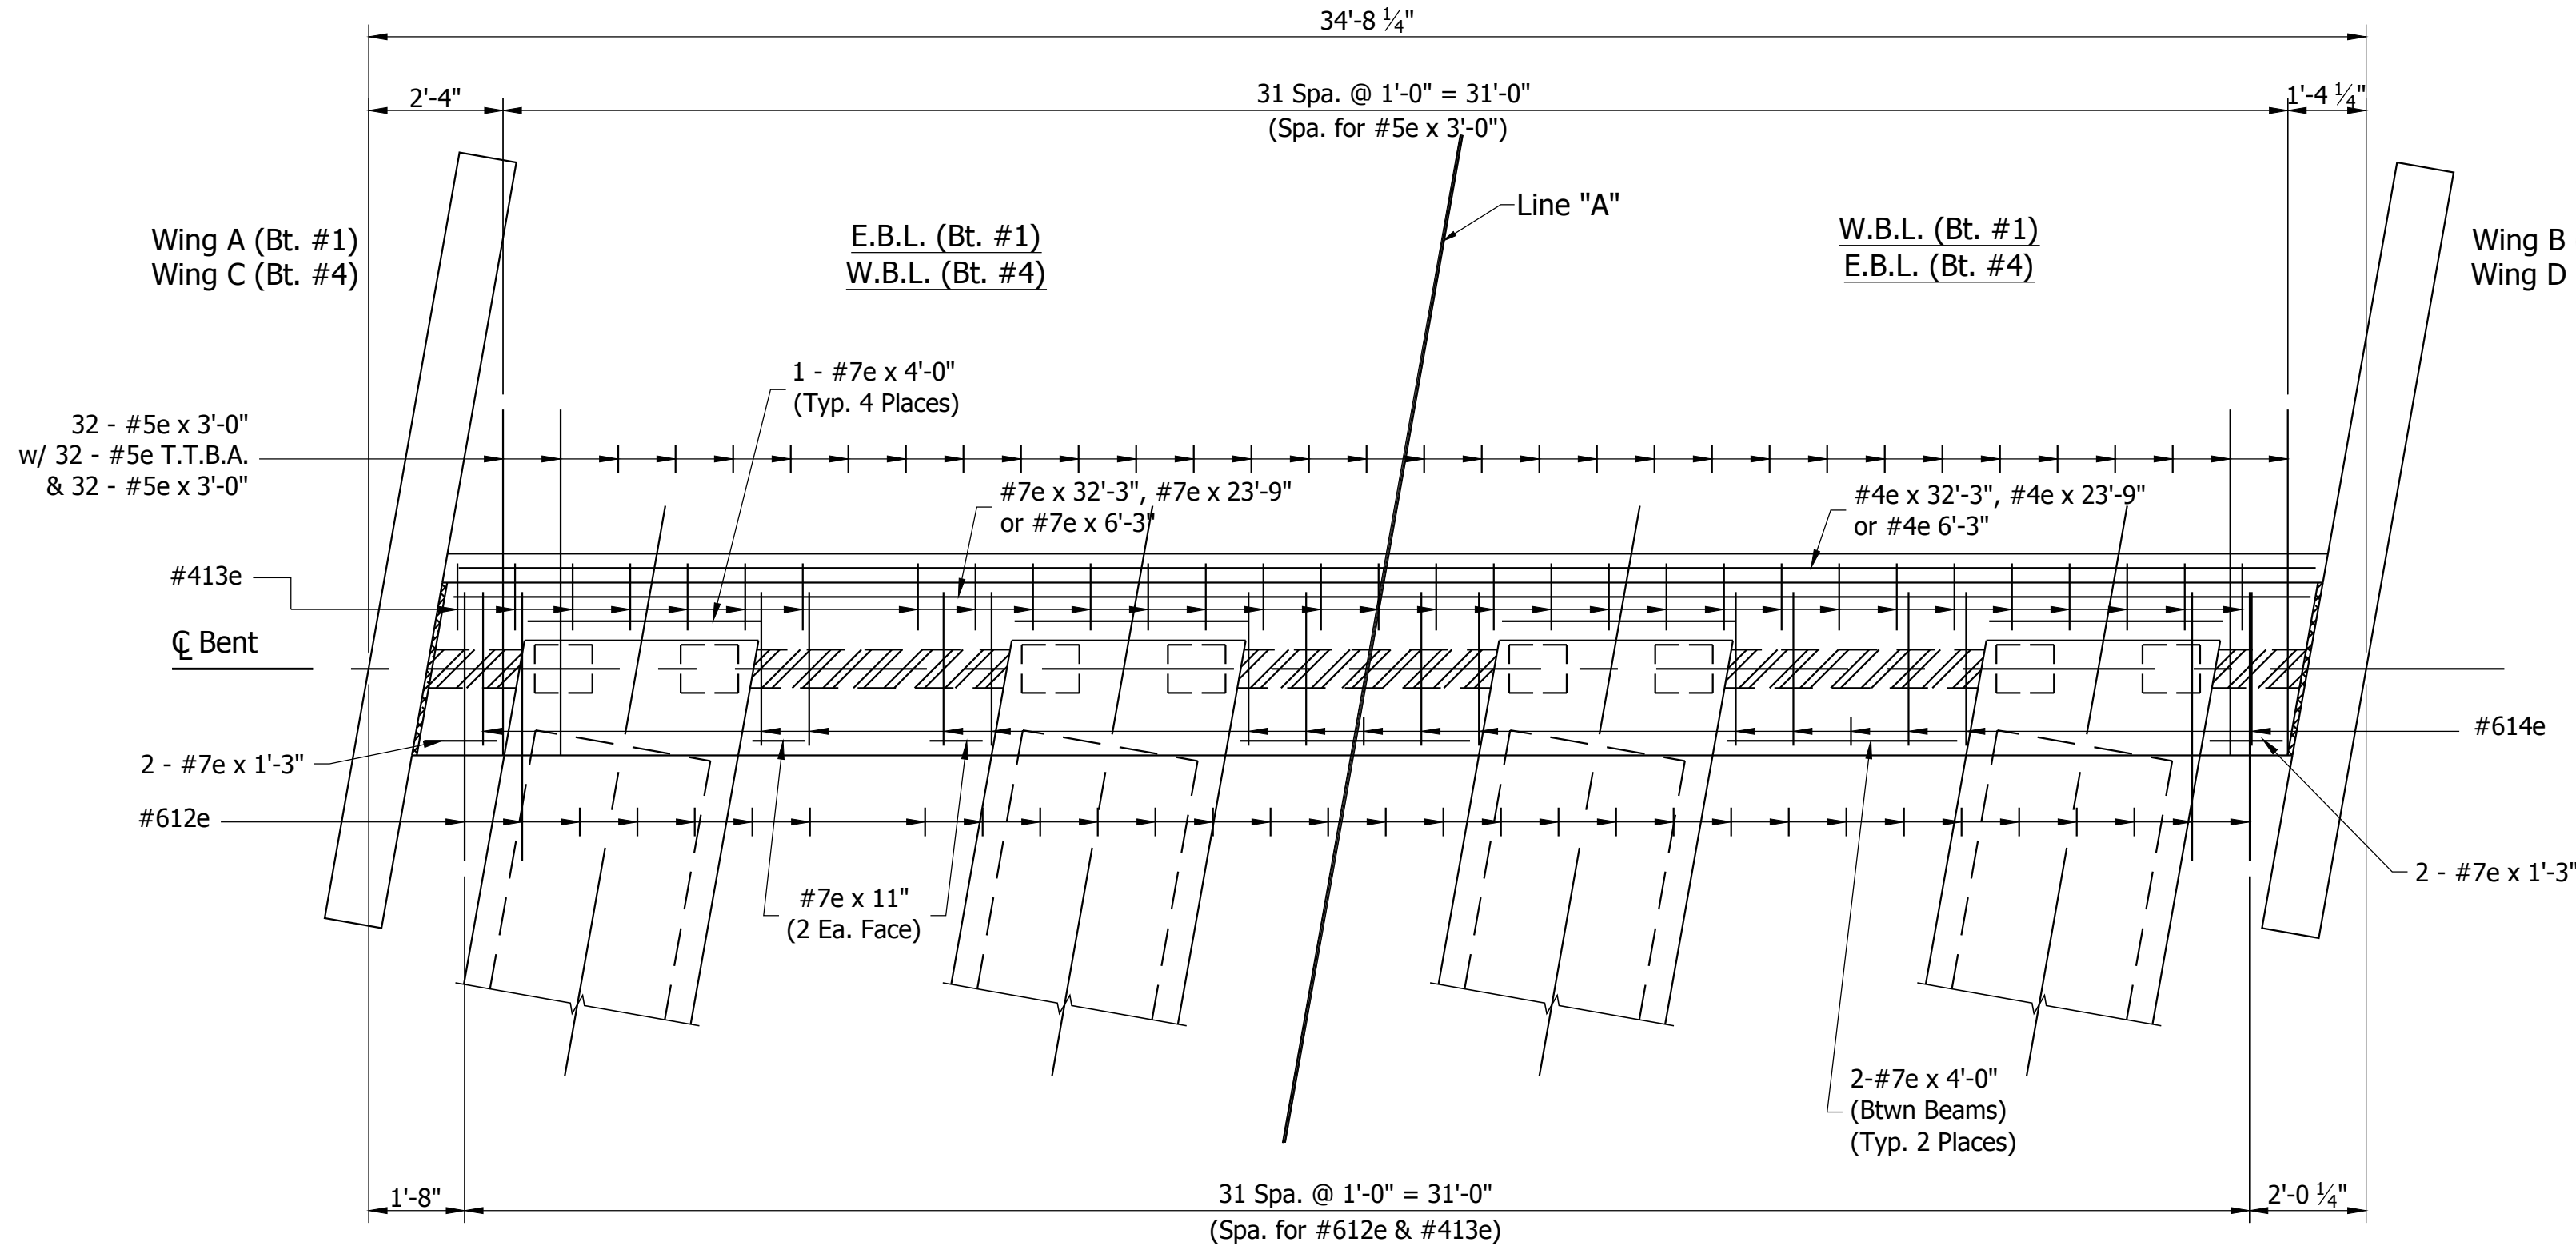 34'-8 ¼"
2'-4"
31 Spa. @ 1'-0" = 31'-0"
(Spa. for #5e x 3'-0")
1'-4 ¼"
Line "A"
Wing A (Bt. #1)
Wing C (Bt. #4)
E.B.L. (Bt. #1)
W.B.L. (Bt. #4)
W.B.L. (Bt. #1)
E.B.L. (Bt. #4)
Wing B
Wing D
1 - #7e x 4'-0"
(Typ. 4 Places)
32 - #5e x 3'-0"
w/ 32 - #5e T.T.B.A.
& 32 - #5e x 3'-0"
#7e x 32'-3", #7e x 23'-9"
or #7e x 6'-3"
#4e x 32'-3", #4e x 23'-9"
or #4e 6'-3"
#413e
℄ Bent
#614e
2 - #7e x 1'-3"
#612e
#7e x 11"
(2 Ea. Face)
2 - #7e x 1'-3"
2-#7e x 4'-0"
(Btwn Beams)
(Typ. 2 Places)
1'-8"
31 Spa. @ 1'-0" = 31'-0"
(Spa. for #612e & #413e)
2'-0 ¼"